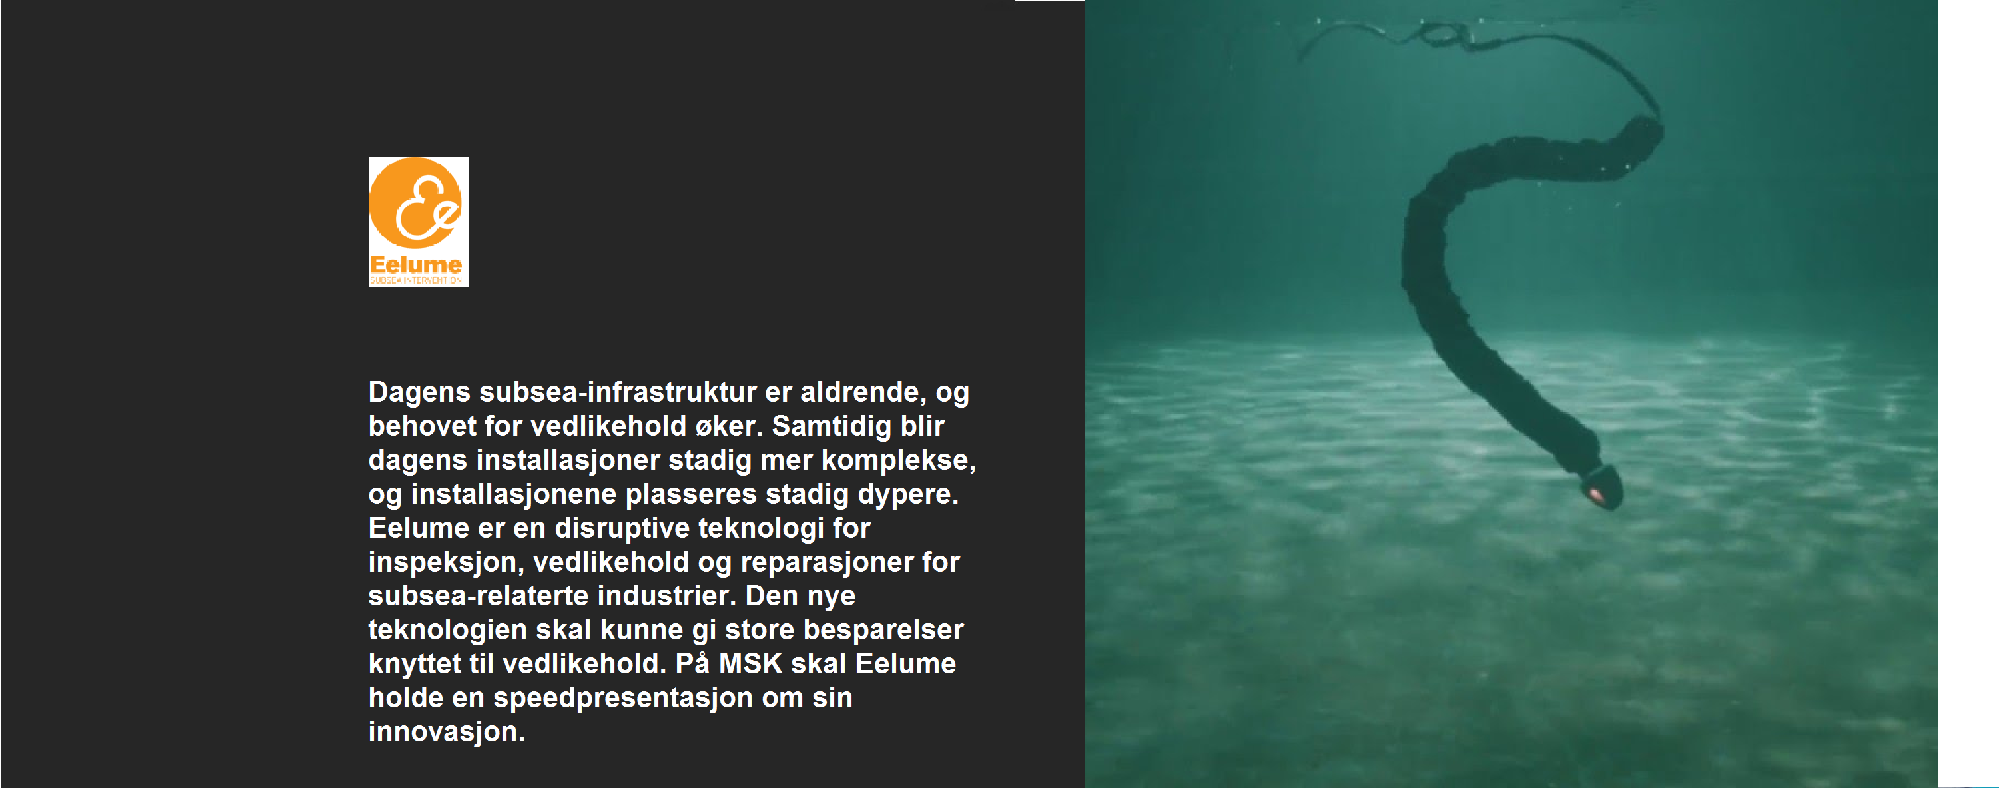 Ee
Eelume
SUBSEA INTERVENTION
Dagens subsea-infrastruktur er aldrende, og
behovet for vedlikehold øker. Samtidig blir
dagens installasjoner stadig mer komplekse,
og installasjonene plasseres stadig dypere.
Eelume er en disruptive teknologi for
inspeksjon, vedlikehold og reparasjoner for
subsea-relaterte industrier. Den nye
teknologien skal kunne gi store besparelser
knyttet til vedlikehold. På MSK skal Eelume
holde en speedpresentasjon om sin
innovasjon.